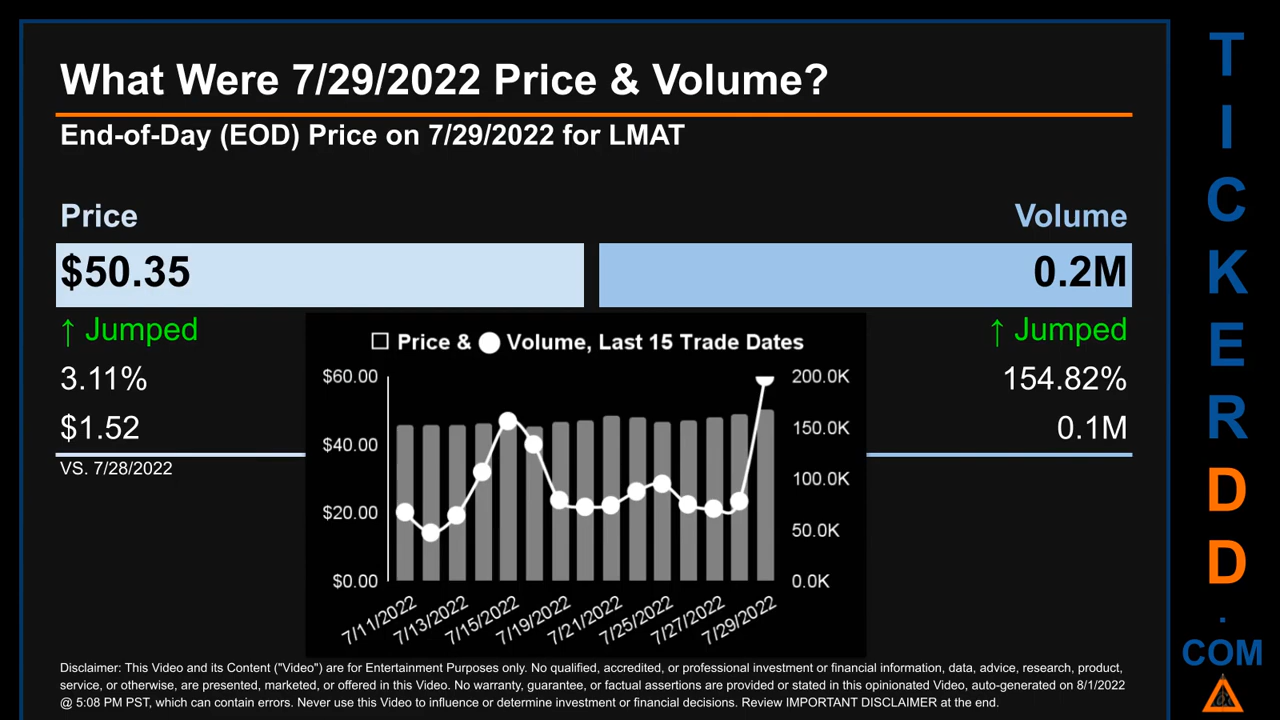 What Were 7/29/2022 Price & Volume?
End-of-Day (EOD) Price on 7/29/2022 for LMAT
Price
Volume
$50.35
0.2M
↑ Jumped
↑ Jumped
3.11%
154.82%
$1.52
0.1M
VS. 7/28/2022
Price & Volume, Last 15 Trade Dates
$60.00
200.0K
$40.00
150.0K
100.0K
$20.00
50.0K
$0.00
0.0K
7/11/2022
7/13/2022
7/15/2022
7/19/2022
7/21/2022
7/25/2022
7/27/2022
7/29/2022
Disclaimer: This Video and its Content ("Video") are for Entertainment Purposes only. No qualified, accredited, or professional investment or financial information, data, advice, research, product,
service, or otherwise, are presented, marketed, or offered in this Video. No warranty, guarantee, or factual assertions are provided or stated in this opinionated Video, auto-generated on 8/1/2022
@ 5:08 PM PST, which can contain errors. Never use this Video to influence or determine investment or financial decisions. Review IMPORTANT DISCLAIMER at the end.
T
I
C
K
E
R
D
D
.
COM